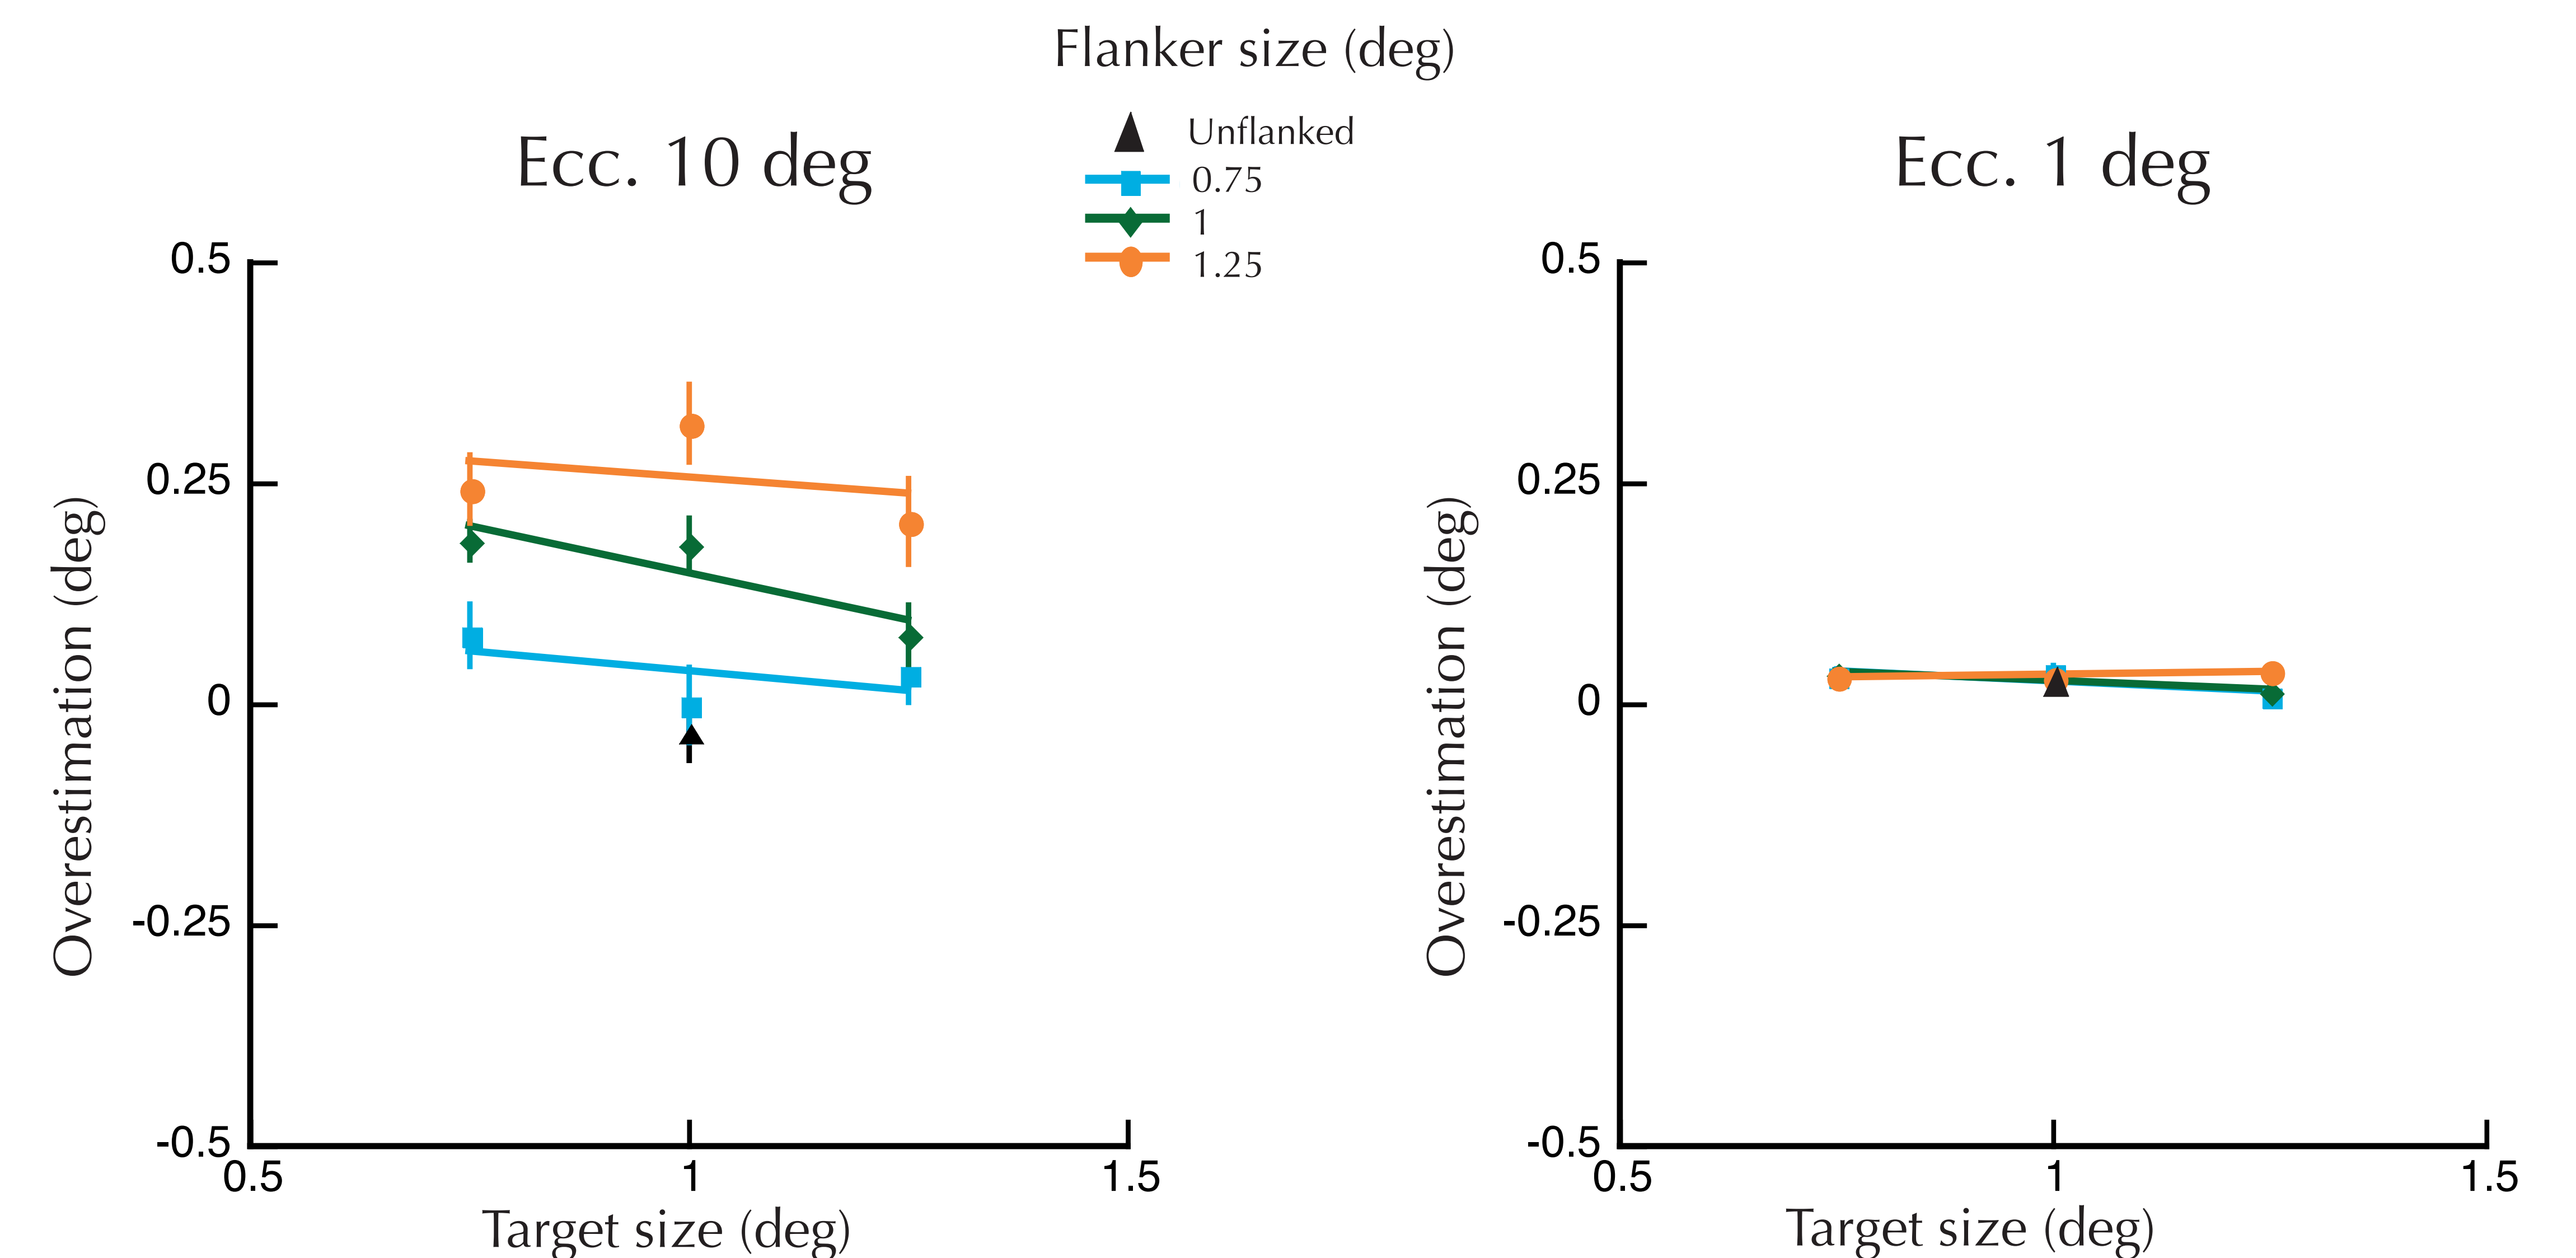 Flanker size (deg)
Unflanked
0.75
1
1.25
Ecc. 10 deg
0.5
0.25
0
-0.25
-0.5
0.5
1
1.5
Overestimation (deg)
Target size (deg)
Ecc. 1 deg
0.5
0.25
0
-0.25
-0.5
0.5
1
1.5
Overestimation (deg)
Target size (deg)